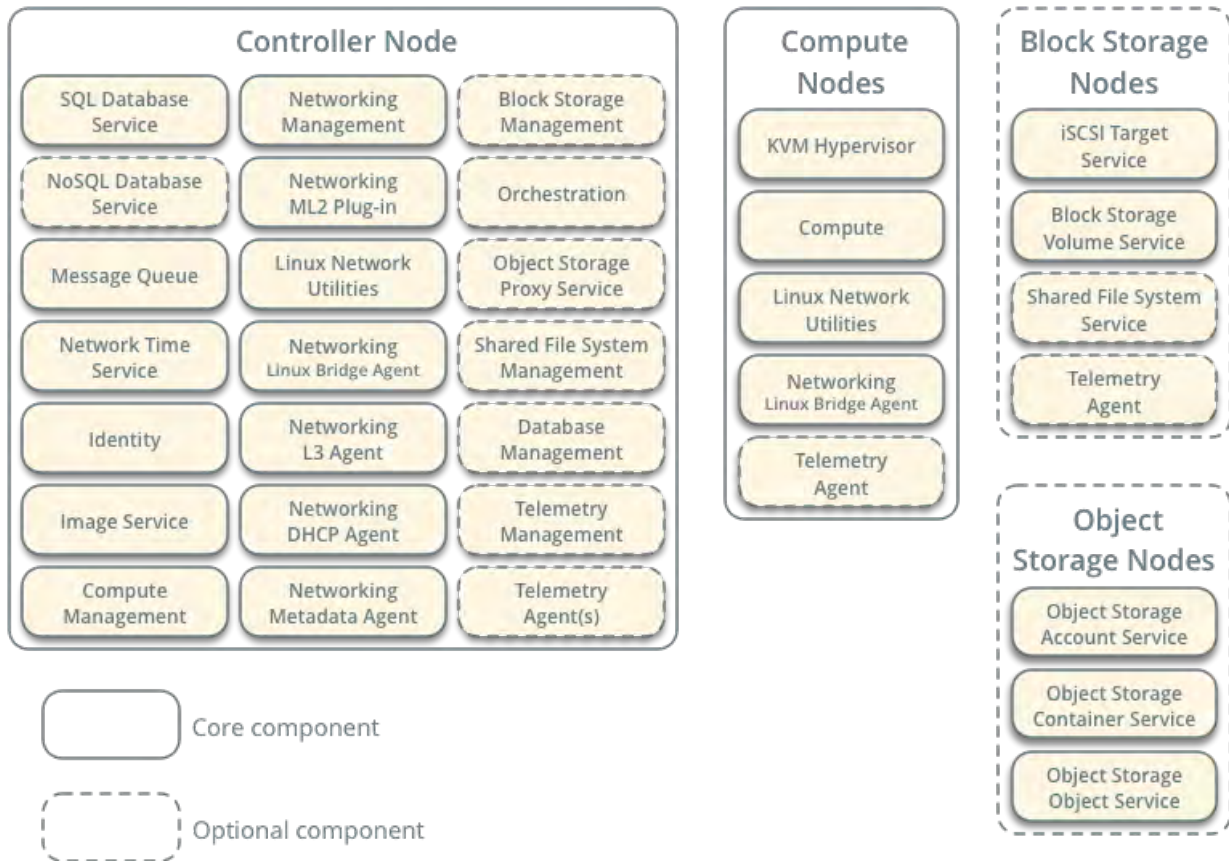 Controller Node
SQL Database
Service
Networking
Management
Block Storage
Management
NoSQL Database
Service
Networking
ML2 Plug-in
Orchestration
Message Queue
Linux Network
Utilities
Object Storage
Proxy Service
Network Time
Service
Networking
Linux Bridge Agent
Shared File System
Management
Identity
Networking
L3 Agent
Database
Management
Image Service
Networking
DHCP Agent
Telemetry
Management
Compute
Management
Networking
Metadata Agent
Telemetry
Agent(s)
Compute
Nodes
KVM Hypervisor
Compute
Linux Network
Utilities
Networking
Linux Bridge Agent
Telemetry
Agent
Block Storage
Nodes
iSCSI Target
Service
Block Storage
Volume Service
Shared File System
Service
Telemetry
Agent
Object
Storage Nodes
Object Storage
Account Service
Object Storage
Container Service
Object Storage
Object Service
Core component
Optional component